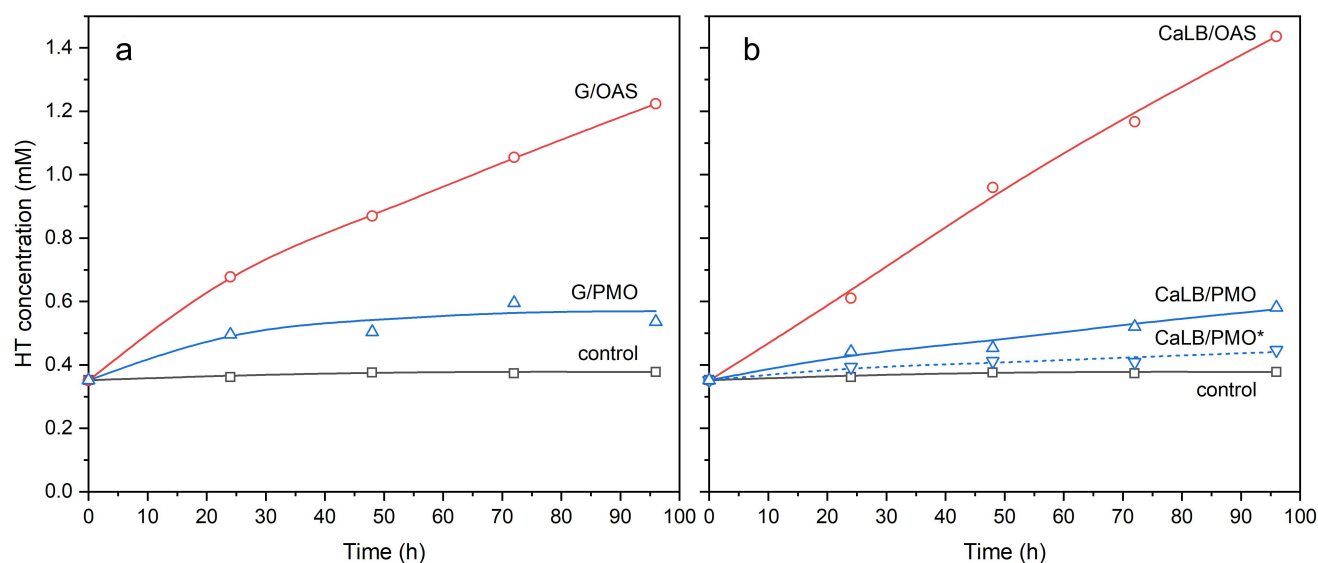 a
b
HT concentration (mM)
1.4
1.2
1.0
0.8
0.6
0.4
0.2
0.0
G/OAS
G/PMO
control
0 10 20 30 40 50 60 70 80 90 100
Time (h)
CaLB/OAS
CaLB/PMO
CaLB/PMO*
control
0 10 20 30 40 50 60 70 80 90 100
Time (h)